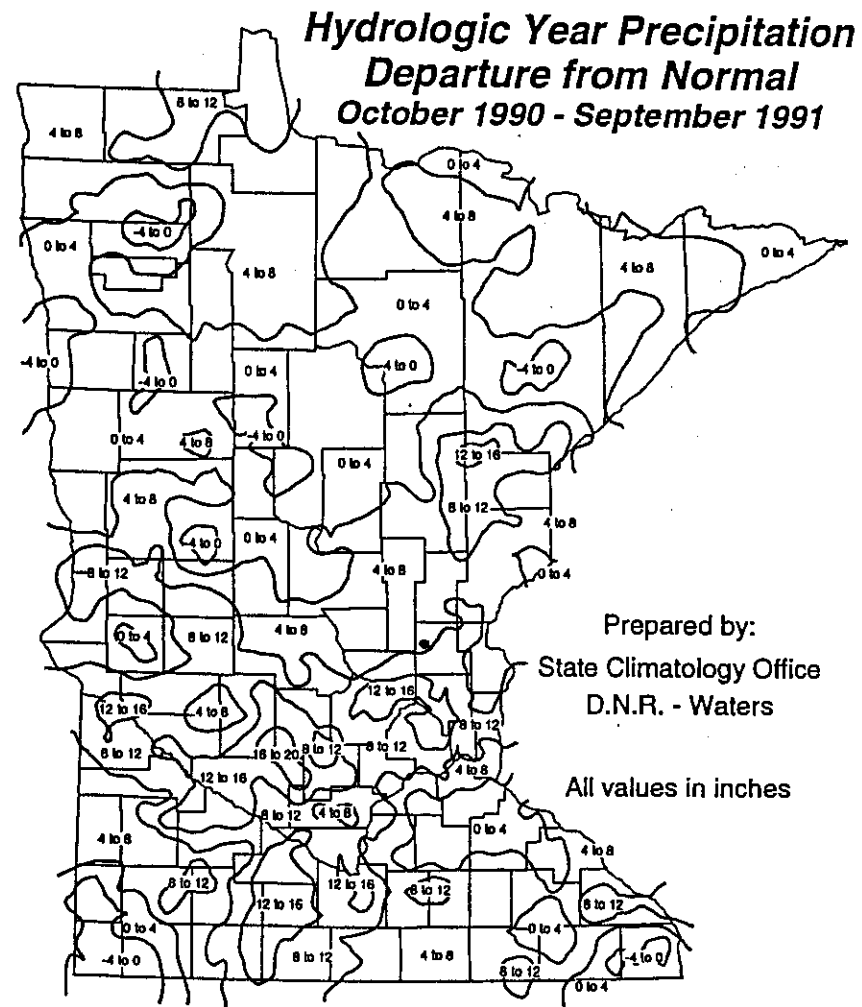 Hydrologic Year Precipitation
Departure from Normal
October 1990 - September 1991
8 to 12
4 to 8
0 to 4
4 to 8
-4 to 0
0 to 4
4 to 8
4 to 8
0 to 4
0 to 4
-4 to 0
-4 to 0
0 to 4
-4 to 0
-4 to 0
0 to 4
4 to 8
-4 to 0
12 to 16
0 to 4
4 to 8
8 to 12
4 to 8
-4 to 0
0 to 4
8 to 12
4 to 8
0 to 4
0 to 4
8 to 12
4 to 8
Prepared by:
State Climatology Office
D.N.R. - Waters
12 to 16
12 to 16
4 to 8
8 to 12
8 to 12
16 to 20
8 to 12
8 to 12
4 to 8
12 to 16
All values in inches
8 to 12
4 to 8
0 to 4
4 to 8
4 to 8
8 to 12
12 to 16
8 to 12
12 to 16
8 to 12
0 to 4
0 to 4
-4 to 0
8 to 12
4 to 8
-4 to 0
8 to 12
0 to 4